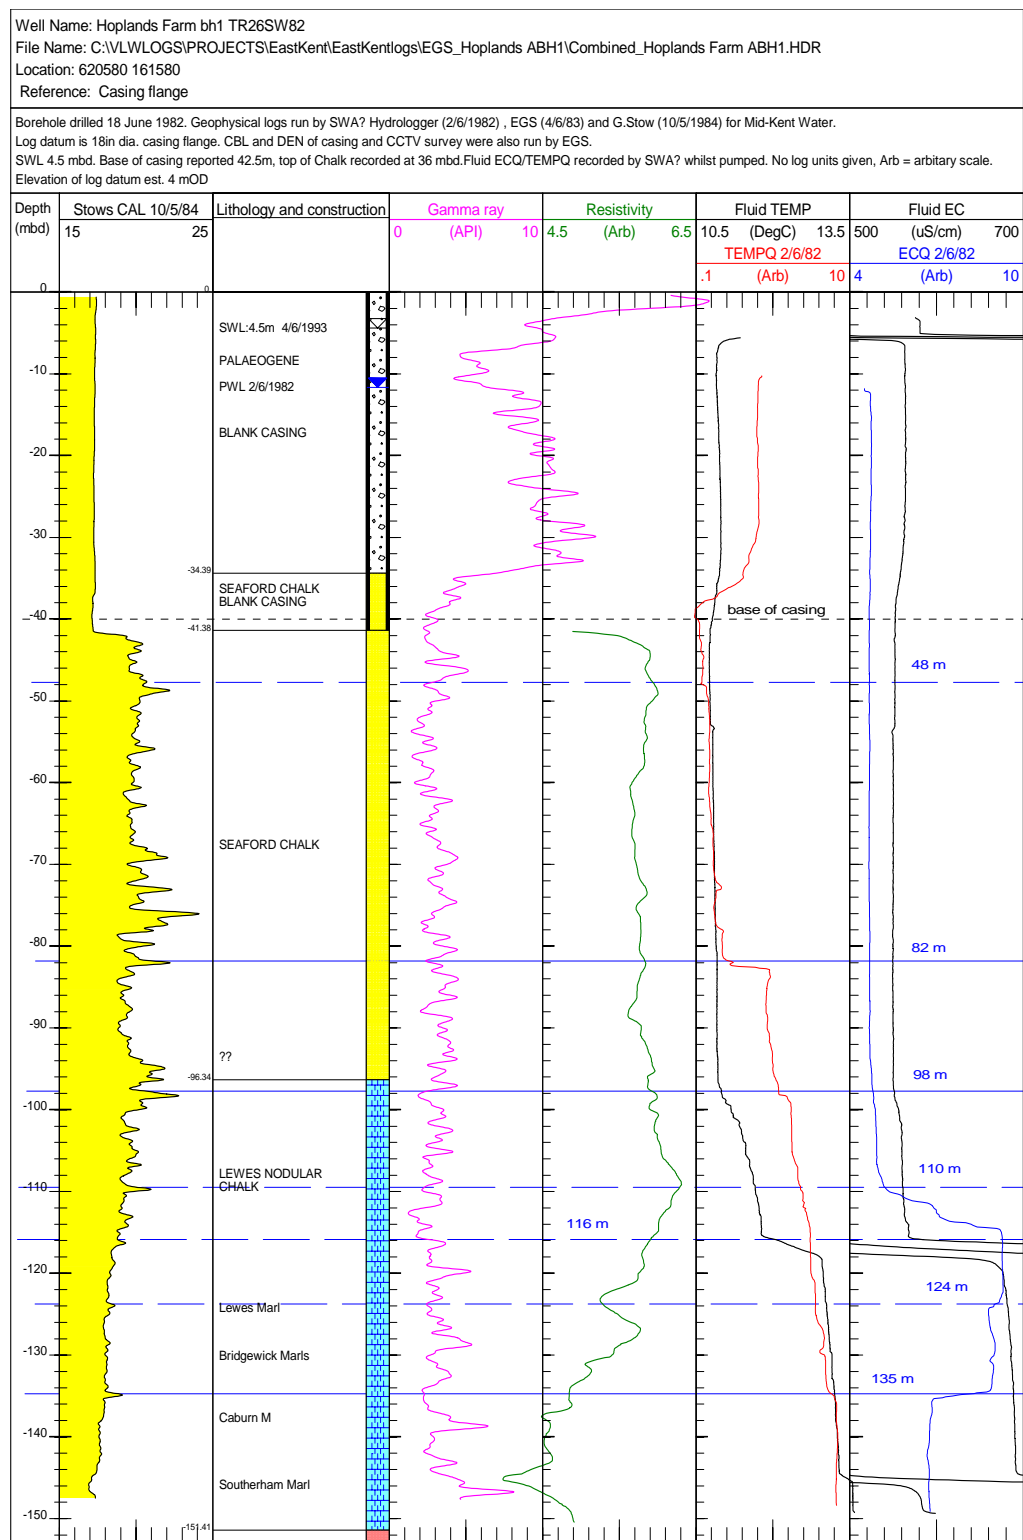 Well Name: Hoplands Farm bh1 TR26SW82
File Name: C:\VLWLOGS\PROJECTS\EastKent\EastKentlogs\EGS_Hoplands ABH1\Combined_Hoplands Farm ABH1.HDR
Location: 620580 161580
Reference: Casing flange
Borehole drilled 18 June 1982. Geophysical logs run by SWA? Hydrologger (2/6/1982) , EGS (4/6/83) and G.Stow (10/5/1984) for Mid-Kent Water.
Log datum is 18in dia. casing flange. CBL and DEN of casing and CCTV survey were also run by EGS.
SWL 4.5 mbd. Base of casing reported 42.5m, top of Chalk recorded at 36 mbd.Fluid ECQ/TEMPQ recorded by SWA? whilst pumped. No log units given, Arb = arbitary scale.
Elevation of log datum est. 4 mOD
Depth Stows CAL 10/5/84 Lithology and construction Gamma ray Resistivity Fluid TEMP Fluid EC
(mbd) 15 25 0 (API) 10 4.5 (Arb) 6.5 10.5 (DegC) 13.5 500 (uS/cm) 700
TEMPQ 2/6/82 ECQ 2/6/82
.1 (Arb) 10 4 (Arb) 10
0 0
SWL:4.5m 4/6/1993
PALAEOGENE
-10
PWL 2/6/1982
BLANK CASING
-20
-30
-34.39
SEAFORD CHALK
BLANK CASING
base of casing
-40
-41.38
48 m
-50
-60
SEAFORD CHALK
-70
-80
82 m
-90
??
-96.34
98 m
-100
110 m
LEWES NODULAR
CHALK
-110
116 m
-120
124 m
Lewes Marl
-130
Bridgewick Marls
135 m
Caburn M
-140
Southerham Marl
-150
-151.41